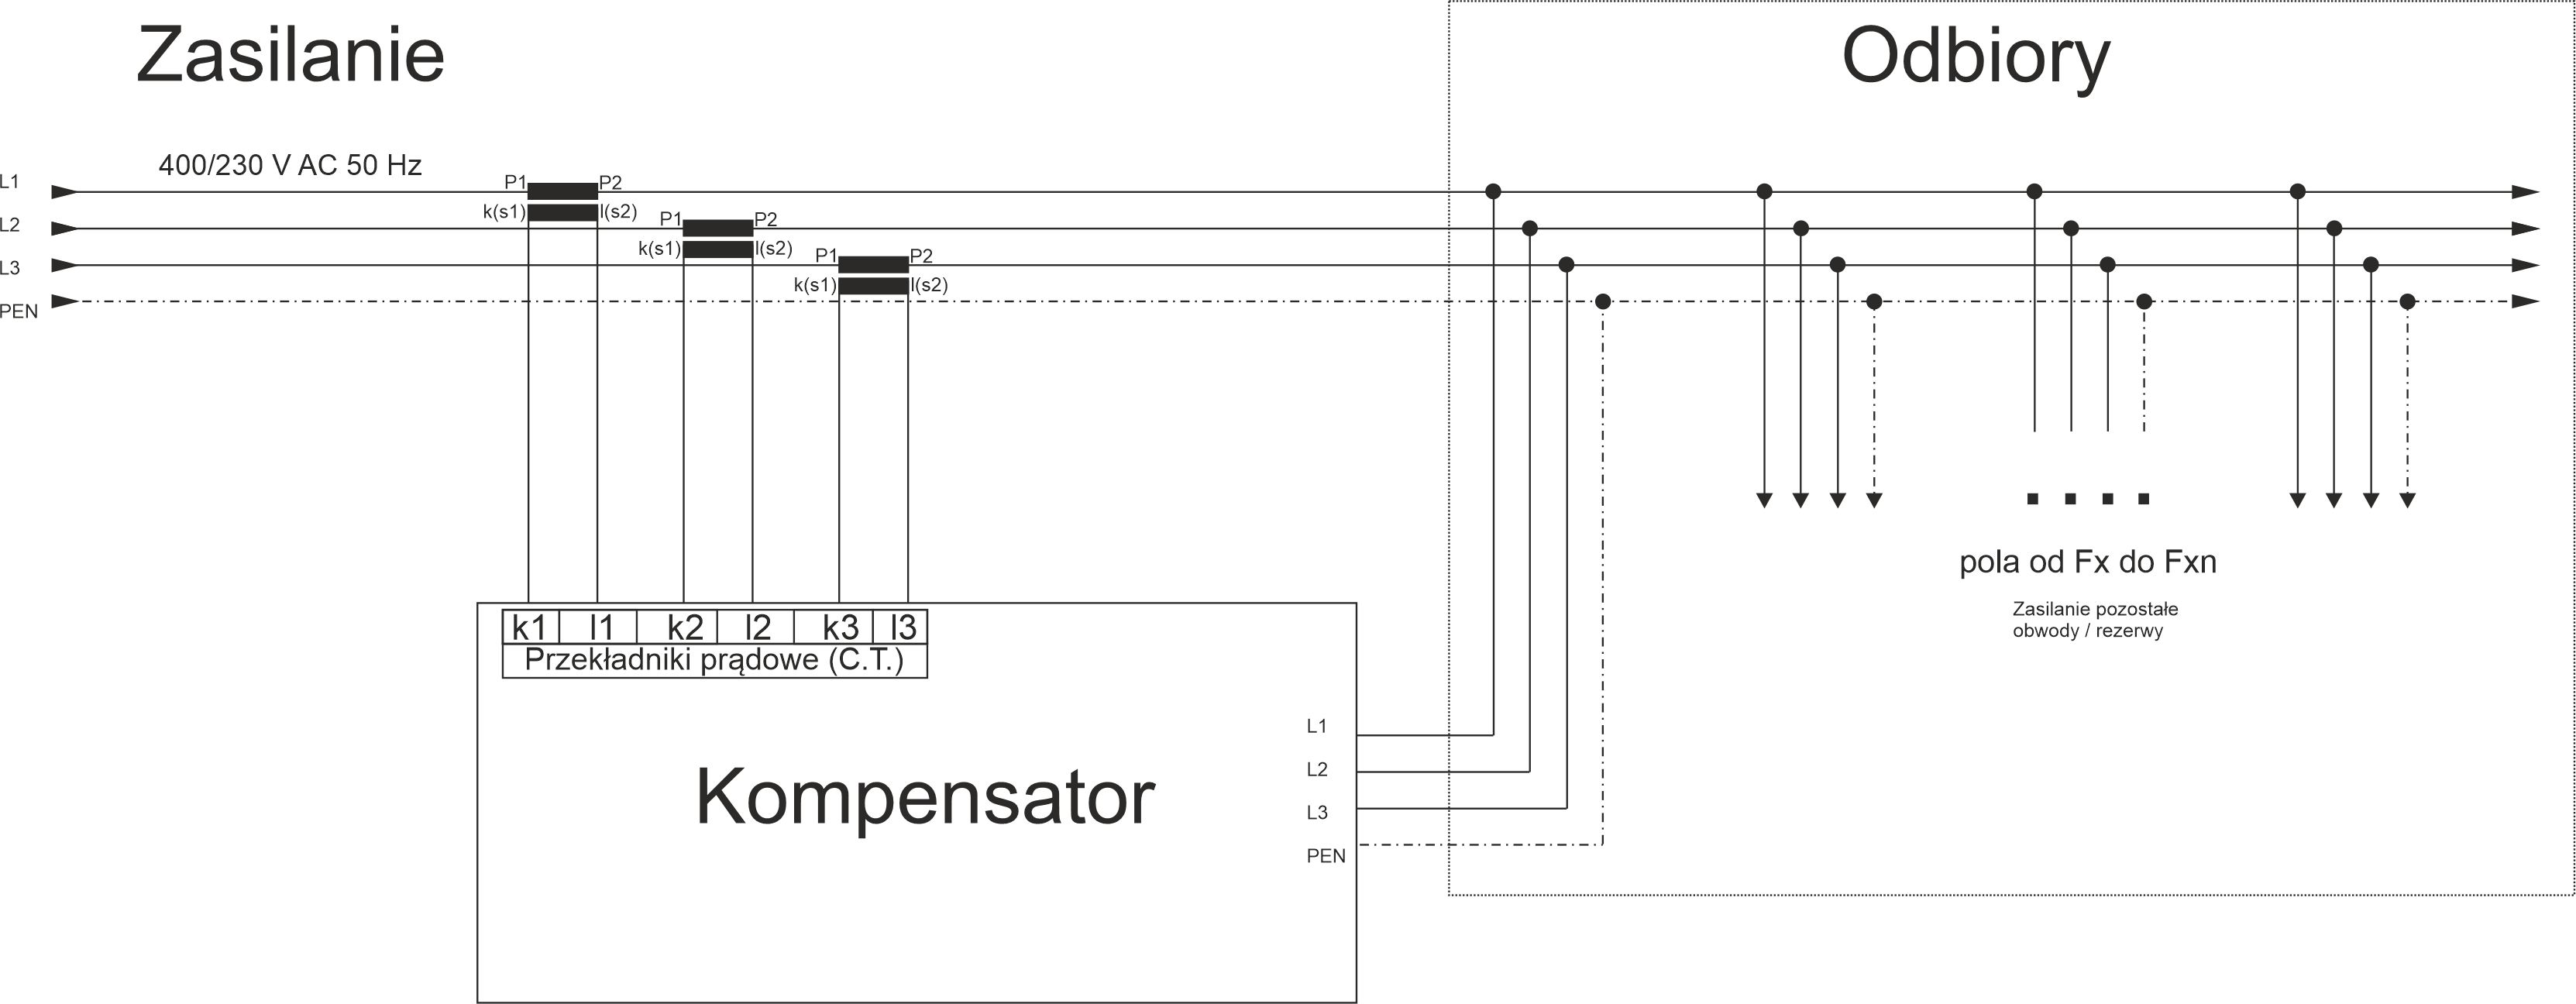 Zasilanie
Odbiory
400/230 V AC 50 Hz
L1
P1 P2
k(s1) l(s2)
L2
P1 P2
k(s1) l(s2)
L3
P1 P2
k(s1) l(s2)
PEN
pola od Fx do Fxn
Zasilanie pozostałe
obwody / rezerwy
k1 l1 k2 l2 k3 l3
Przekładniki prądowe (C.T.)
Kompensator
L1
L2
L3
PEN